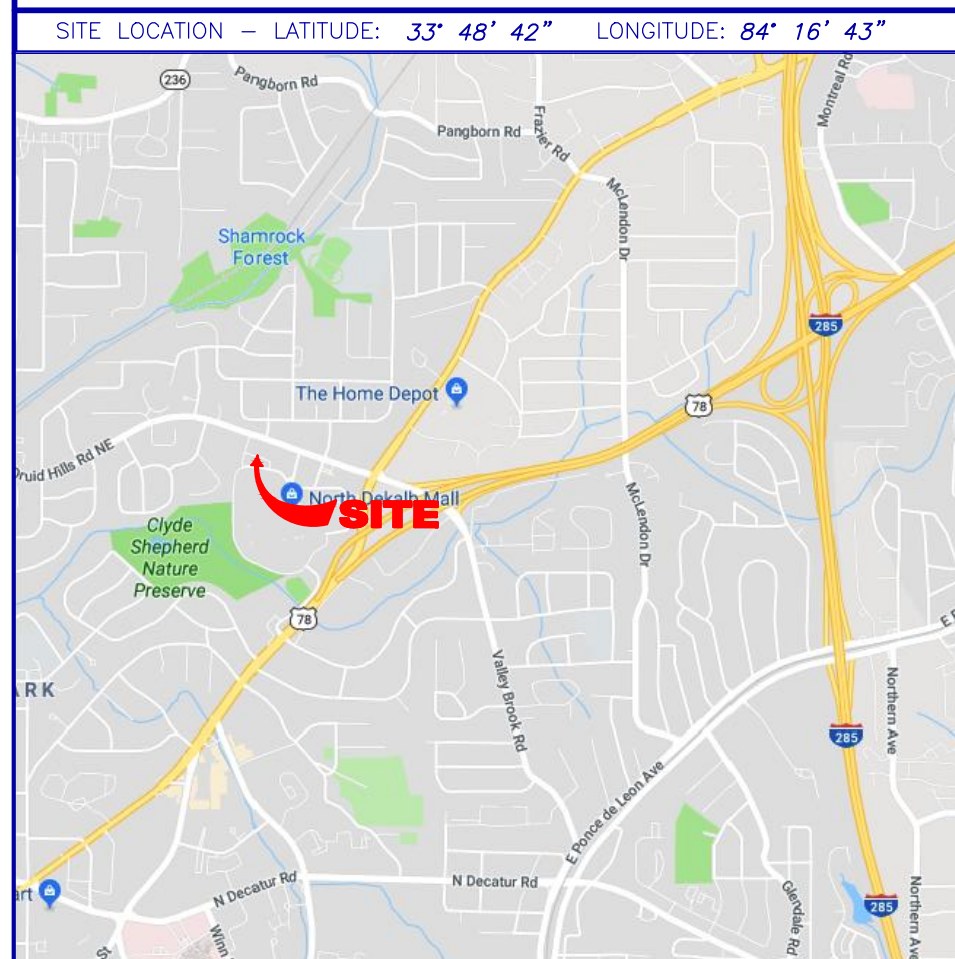 SITE LOCATION – LATITUDE: 33° 48' 42" LONGITUDE: 84° 16' 43"
236
Pangborn Rd
Montreal Rd
Frazier Rd
Pangborn Rd
McLendon Dr
Shamrock
Forest
285
The Home Depot
78
Druid Hills Rd NE
North Dekalb Mall
SITE
McLendon Dr
Clyde
Shepherd
Nature
Preserve
78
Valley Brook Rd
ARK
Northern Ave
285
E Ponce de Leon Ave
N Decatur Rd
N Decatur Rd
Glendale Rd
Northern Ave
art
285
Winn
St